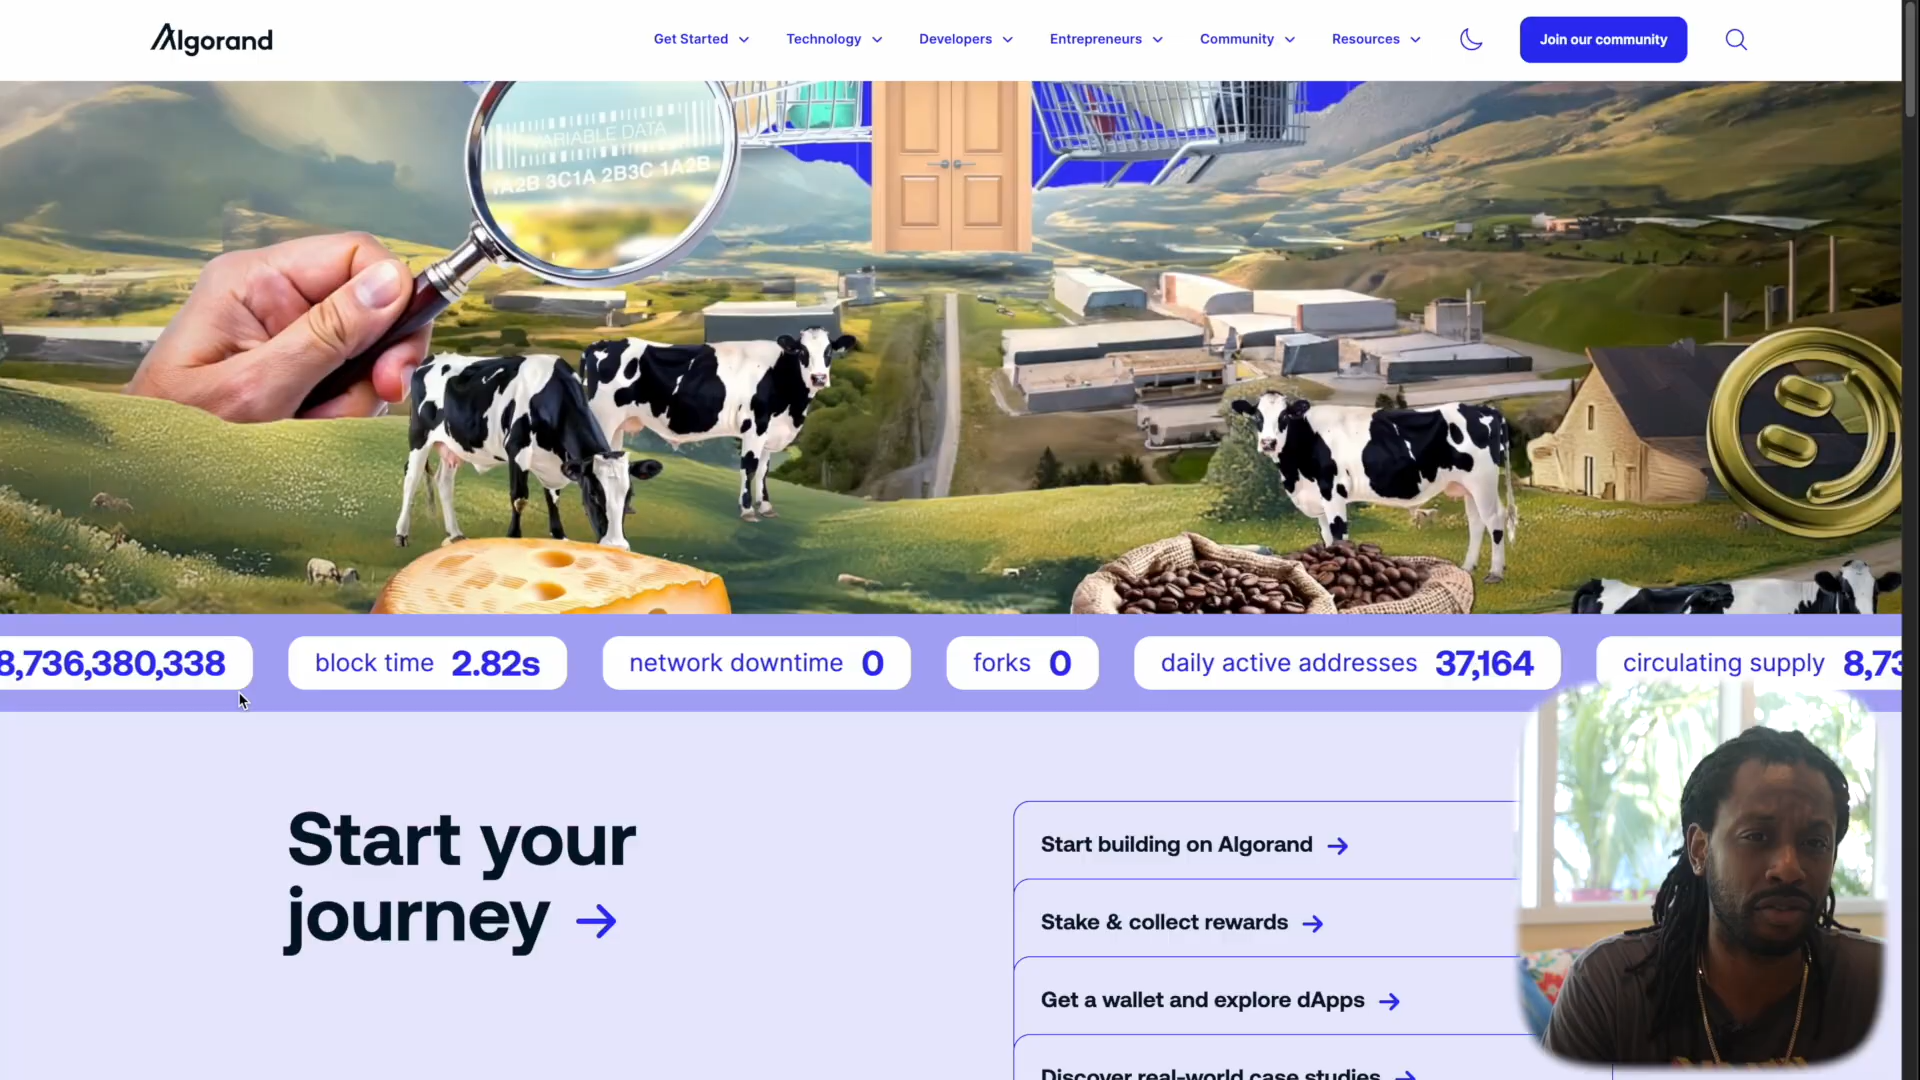 Algorand
Get Started
Technology
Developers
Entrepreneurs
Community
Resources
Join our community
VARIABLE DATA
1A2B 3C1A 2B3C 1A2B
8,736,380,338
block time 2.82s
network downtime 0
forks 0
daily active addresses 37,164
circulating supply 8,73
Start your
journey
Start building on Algorand
Stake & collect rewards
Get a wallet and explore dApps
Discover real-world case studies